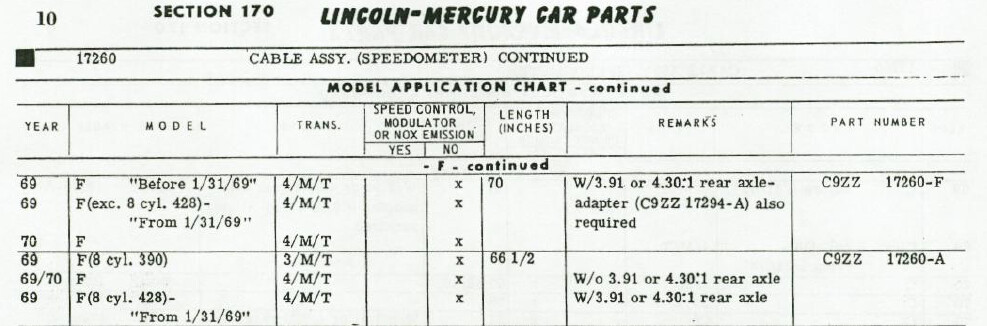 10 SECTION 170 LINCOLN-MERCURY CAR PARTS
17260 CABLE ASSY. (SPEEDOMETER) CONTINUED
MODEL APPLICATION CHART - continued
YEAR MODEL TRANS. SPEED CONTROL, MODULATOR OR NOX EMISSION LENGTH (INCHES) REMARKS PART NUMBER
YES NO
- F - continued
69 F "Before 1/31/69" 4/M/T x 70 W/3.91 or 4.30:1 rear axle- C9ZZ 17260-F
69 F(exc. 8 cyl. 428)- 4/M/T x adapter (C9ZZ 17294-A) also
"From 1/31/69" required
70 F 4/M/T x
69 F(8 cyl. 390) 3/M/T x 66 1/2 C9ZZ 17260-A
69/70 F 4/M/T x W/o 3.91 or 4.30:1 rear axle
69 F(8 cyl. 428)- 4/M/T x W/3.91 or 4.30:1 rear axle
"From 1/31/69"